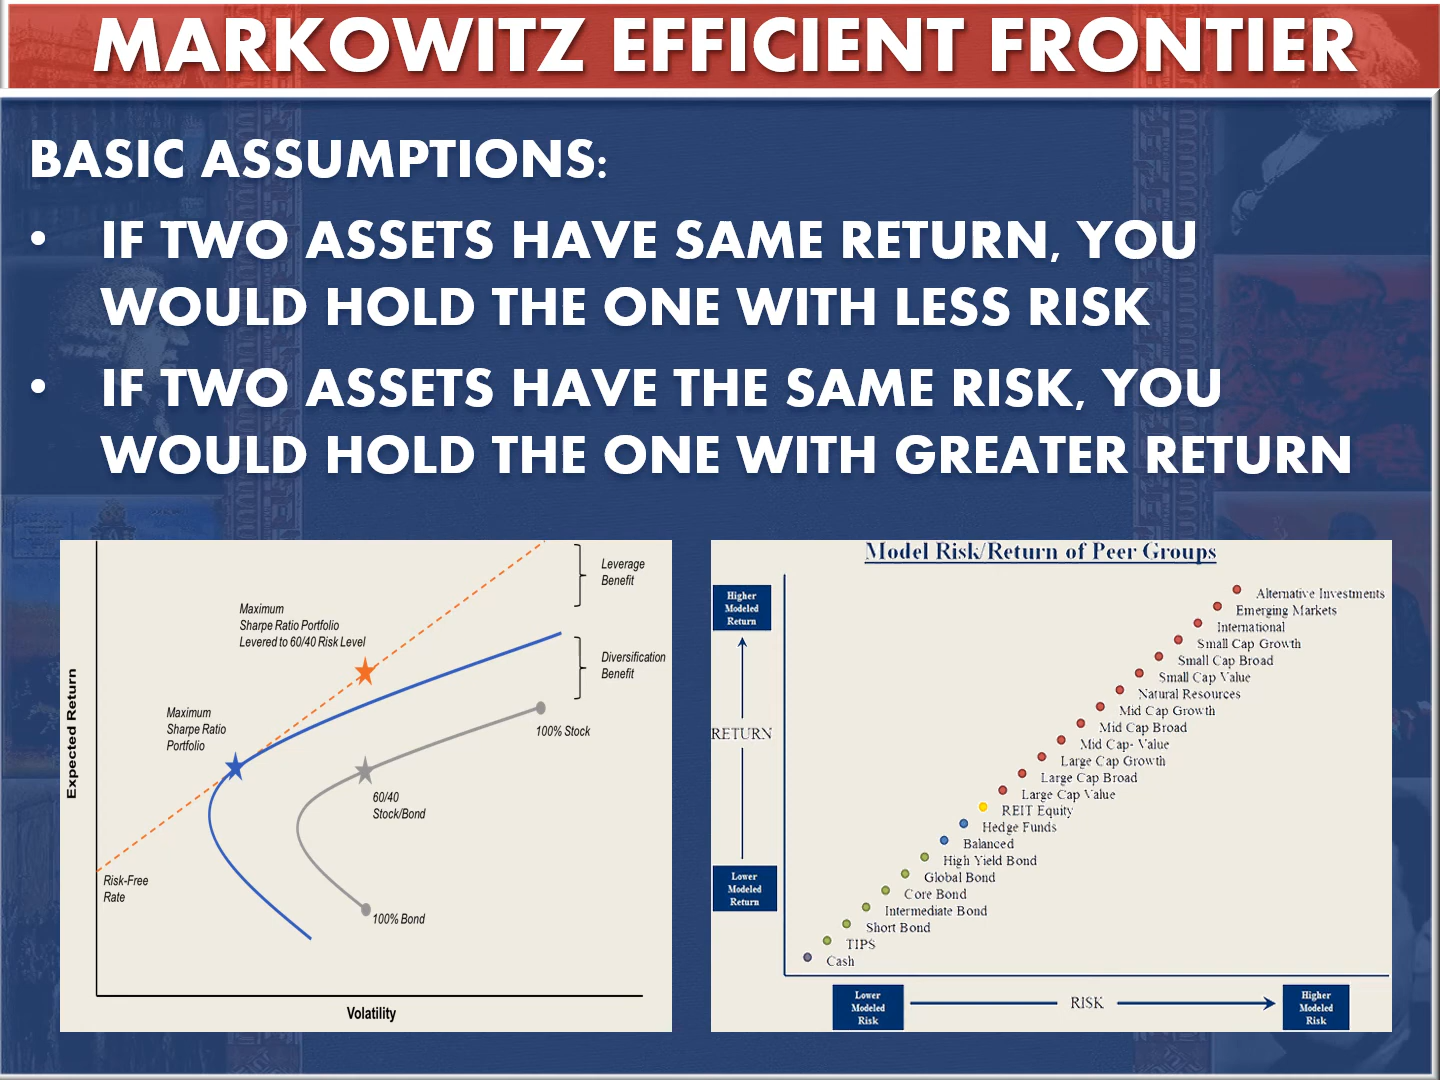 MARKOWITZ EFFICIENT FRONTIER
BASIC ASSUMPTIONS:
• IF TWO ASSETS HAVE SAME RETURN, YOU
WOULD HOLD THE ONE WITH LESS RISK
• IF TWO ASSETS HAVE THE SAME RISK, YOU
WOULD HOLD THE ONE WITH GREATER RETURN
Leverage
Benefit
Maximum
Sharpe Ratio Portfolio
Levered to 60/40 Risk Level
Diversification
Benefit
Maximum
Sharpe Ratio
Portfolio
100% Stock
60/40
Stock/Bond
Risk-Free
Rate
100% Bond
Expected Return
Volatility
Model Risk/Return of Peer Groups
Higher
Modeled
Return
RETURN
Lower
Modeled
Return
Alternative Investments
Emerging Markets
International
Small Cap Growth
Small Cap Broad
Small Cap Value
Natural Resources
Mid Cap Growth
Mid Cap Broad
Mid Cap- Value
Large Cap Growth
Large Cap Broad
Large Cap Value
REIT Equity
Hedge Funds
Balanced
High Yield Bond
Global Bond
Core Bond
Intermediate Bond
Short Bond
TIPS
Cash
Lower
Modeled
Risk
RISK
Higher
Modeled
Risk